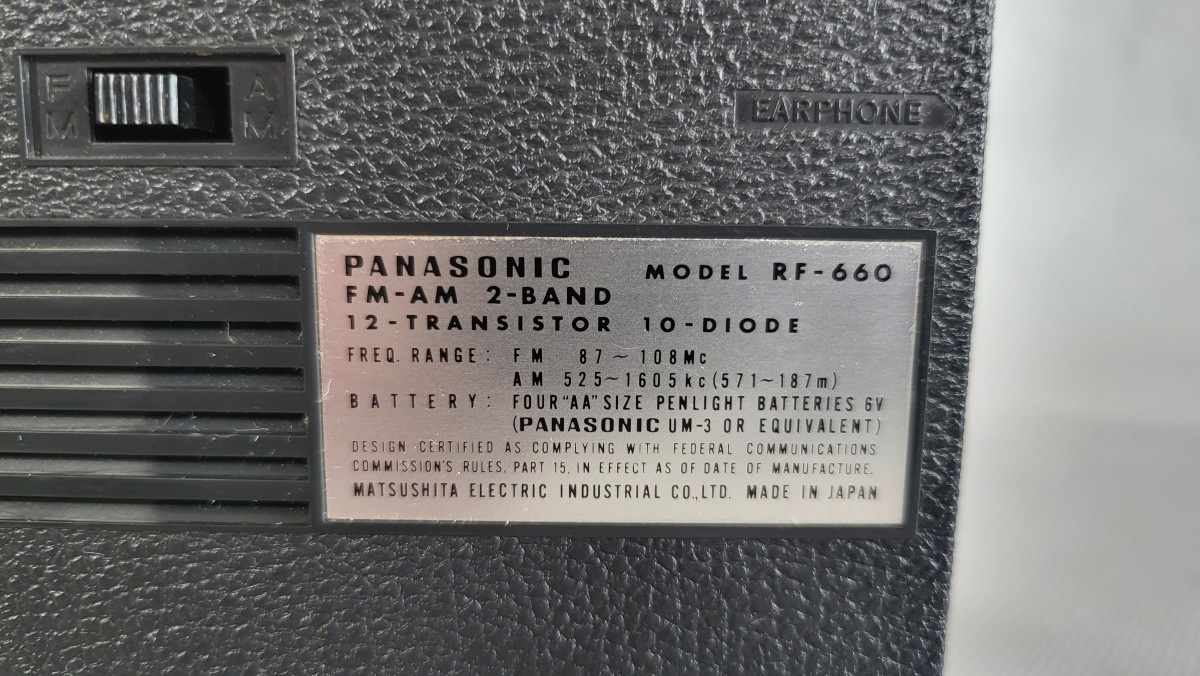 FM
AM
EARPHONE
PANASONIC MODEL RF-660
FM-AM 2-BAND
12-TRANSISTOR 10-DIODE
FREQ. RANGE: FM 87~108Mc
AM 525~1605kc(571~187m)
BATTERY: FOUR "AA" SIZE PENLIGHT BATTERIES 6V
(PANASONIC UM-3 OR EQUIVALENT)
DESIGN CERTIFIED AS COMPLYING WITH FEDERAL COMMUNICATIONS
COMMISSION'S RULES, PART 15, IN EFFECT AS OF DATE OF MANUFACTURE.
MATSUSHITA ELECTRIC INDUSTRIAL CO.,LTD. MADE IN JAPAN